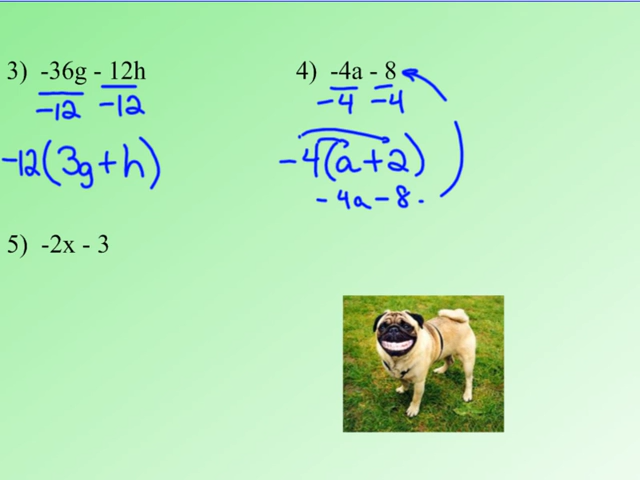 3) -36g - 12h
-12 -12
-12(3g+h)
4) -4a - 8
-4 -4
-4(a+2)
-4a-8.
5) -2x - 3